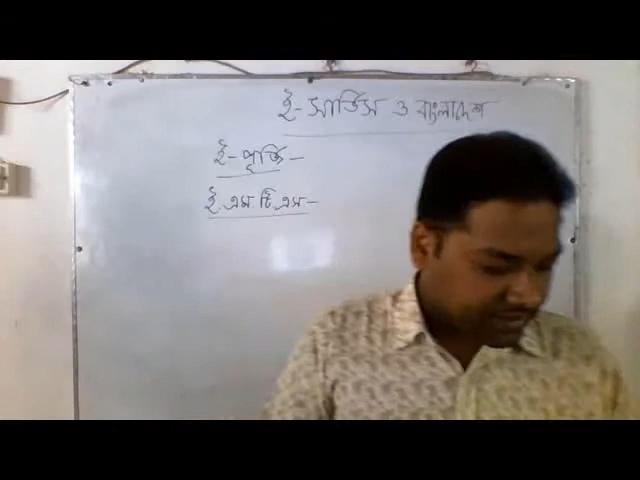 ই-সার্ভিস ও বাংলাদেশ
ই-পূর্জি-
ই.এম টি এস-